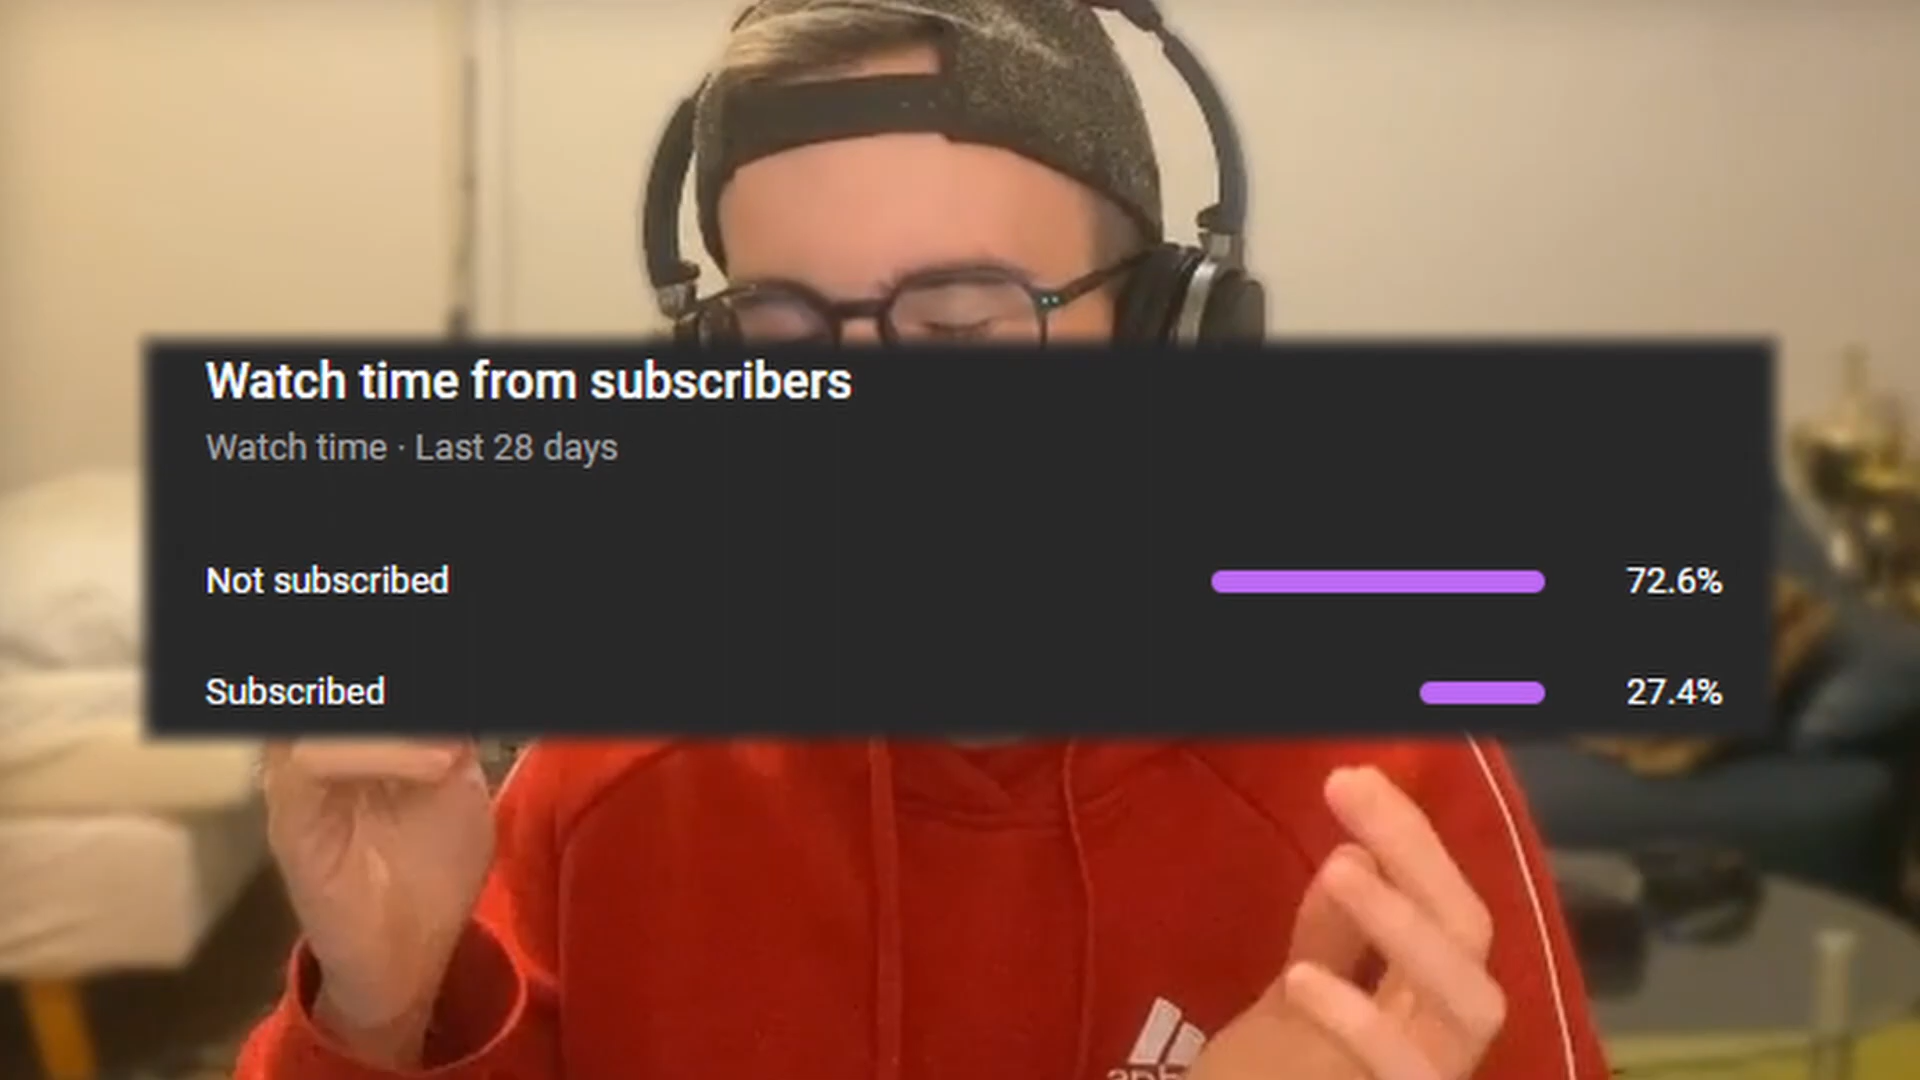 Watch time from subscribers
Watch time · Last 28 days
Not subscribed 72.6%
Subscribed 27.4%